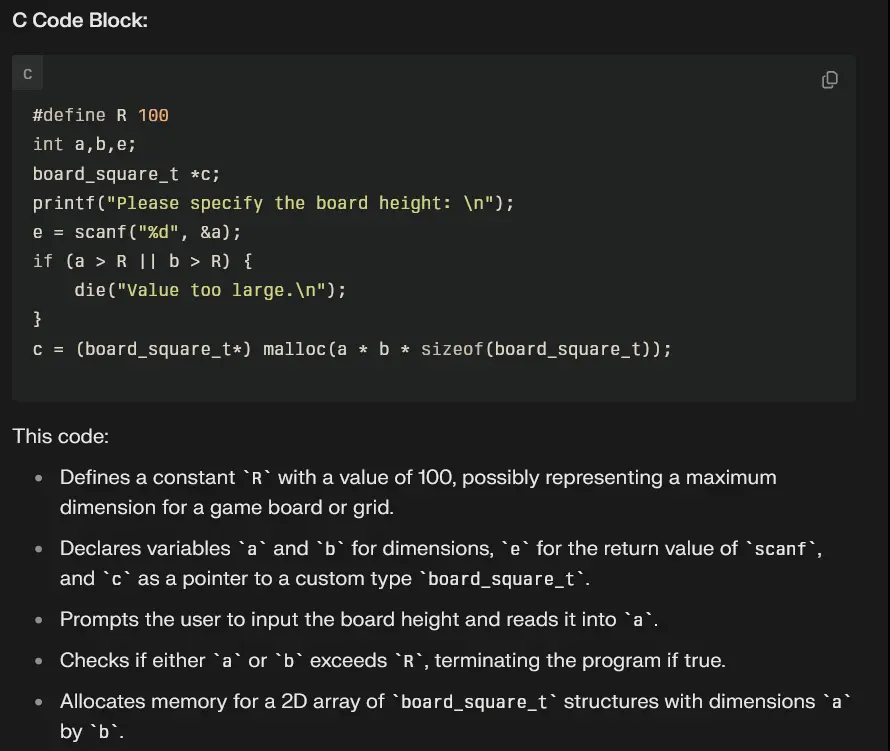 C Code Block:
C
#define R 100
int a,b,e;
board_square_t *c;
printf("Please specify the board height: \n");
e = scanf("%d", &a);
if (a > R || b > R) {
    die("Value too large.\n");
}
c = (board_square_t*) malloc(a * b * sizeof(board_square_t));
This code:
• Defines a constant `R` with a value of 100, possibly representing a maximum
dimension for a game board or grid.
• Declares variables `a` and `b` for dimensions, `e` for the return value of `scanf`,
and `c` as a pointer to a custom type `board_square_t`.
• Prompts the user to input the board height and reads it into `a`.
• Checks if either `a` or `b` exceeds `R`, terminating the program if true.
• Allocates memory for a 2D array of `board_square_t` structures with dimensions `a`
by `b`.